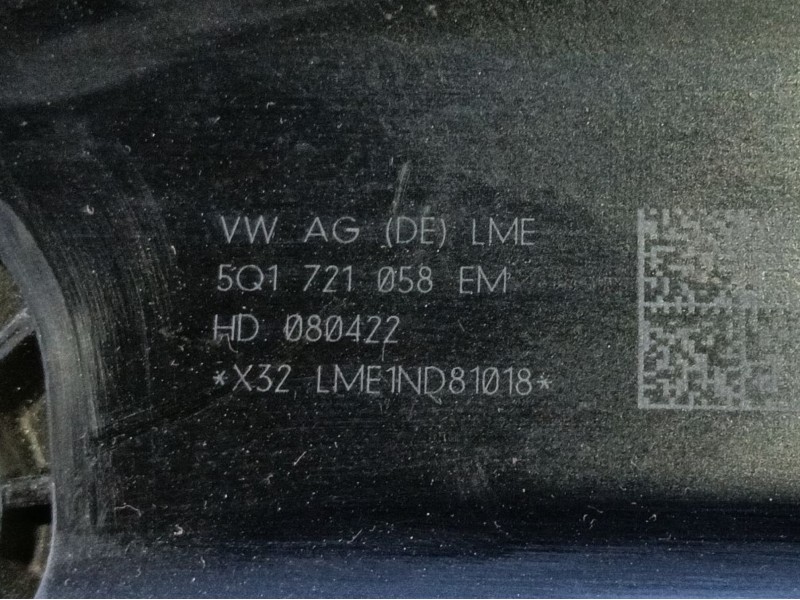 VW AG (DE) LME
5Q1 721 058 EM
HD 080422
*X32 LME1ND81018*